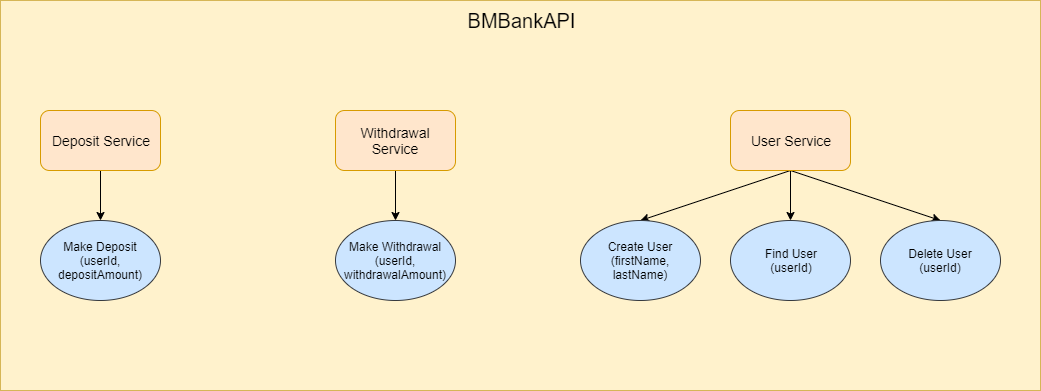 BMBankAPI
Deposit Service
Withdrawal
Service
User Service
Make Deposit
(userId,
depositAmount)
Make Withdrawal
(userId,
withdrawalAmount)
Create User
(firstName,
lastName)
Find User
(userId)
Delete User
(userId)